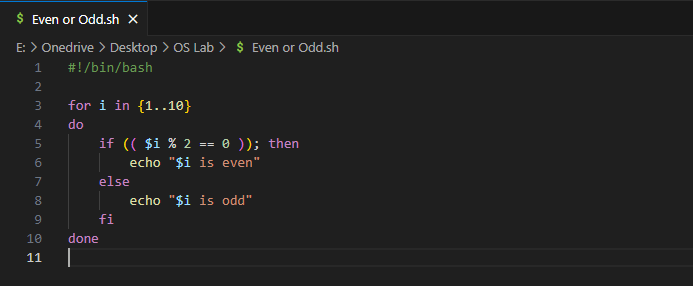 $ Even or Odd.sh ×
E: > Onedrive > Desktop > OS Lab > $ Even or Odd.sh
1 #!/bin/bash
2
3 for i in {1..10}
4 do
5     if (( $i % 2 == 0 )); then
6         echo "$i is even"
7     else
8         echo "$i is odd"
9     fi
10 done
11